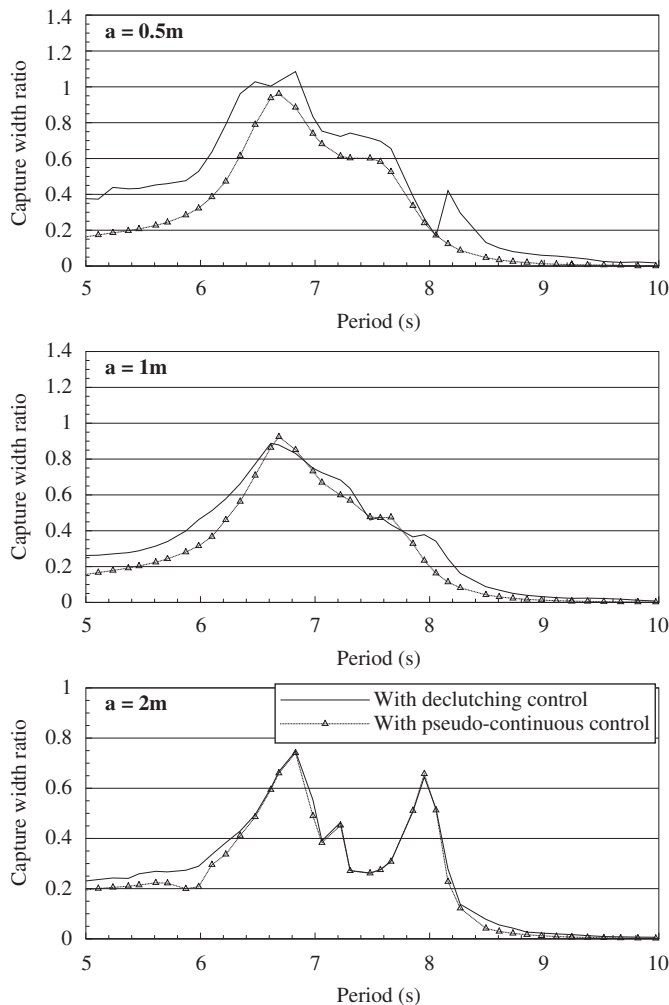 a = 0.5m
1.4
1.2
1
0.8
0.6
0.4
0.2
0
Capture width ratio
5 6 7 8 9 10
Period (s)
a = 1m
1.4
1.2
1
0.8
0.6
0.4
0.2
0
Capture width ratio
5 6 7 8 9 10
Period (s)
a = 2m
With declutching control
With pseudo-continuous control
1
0.8
0.6
0.4
0.2
0
Capture width ratio
5 6 7 8 9 10
Period (s)